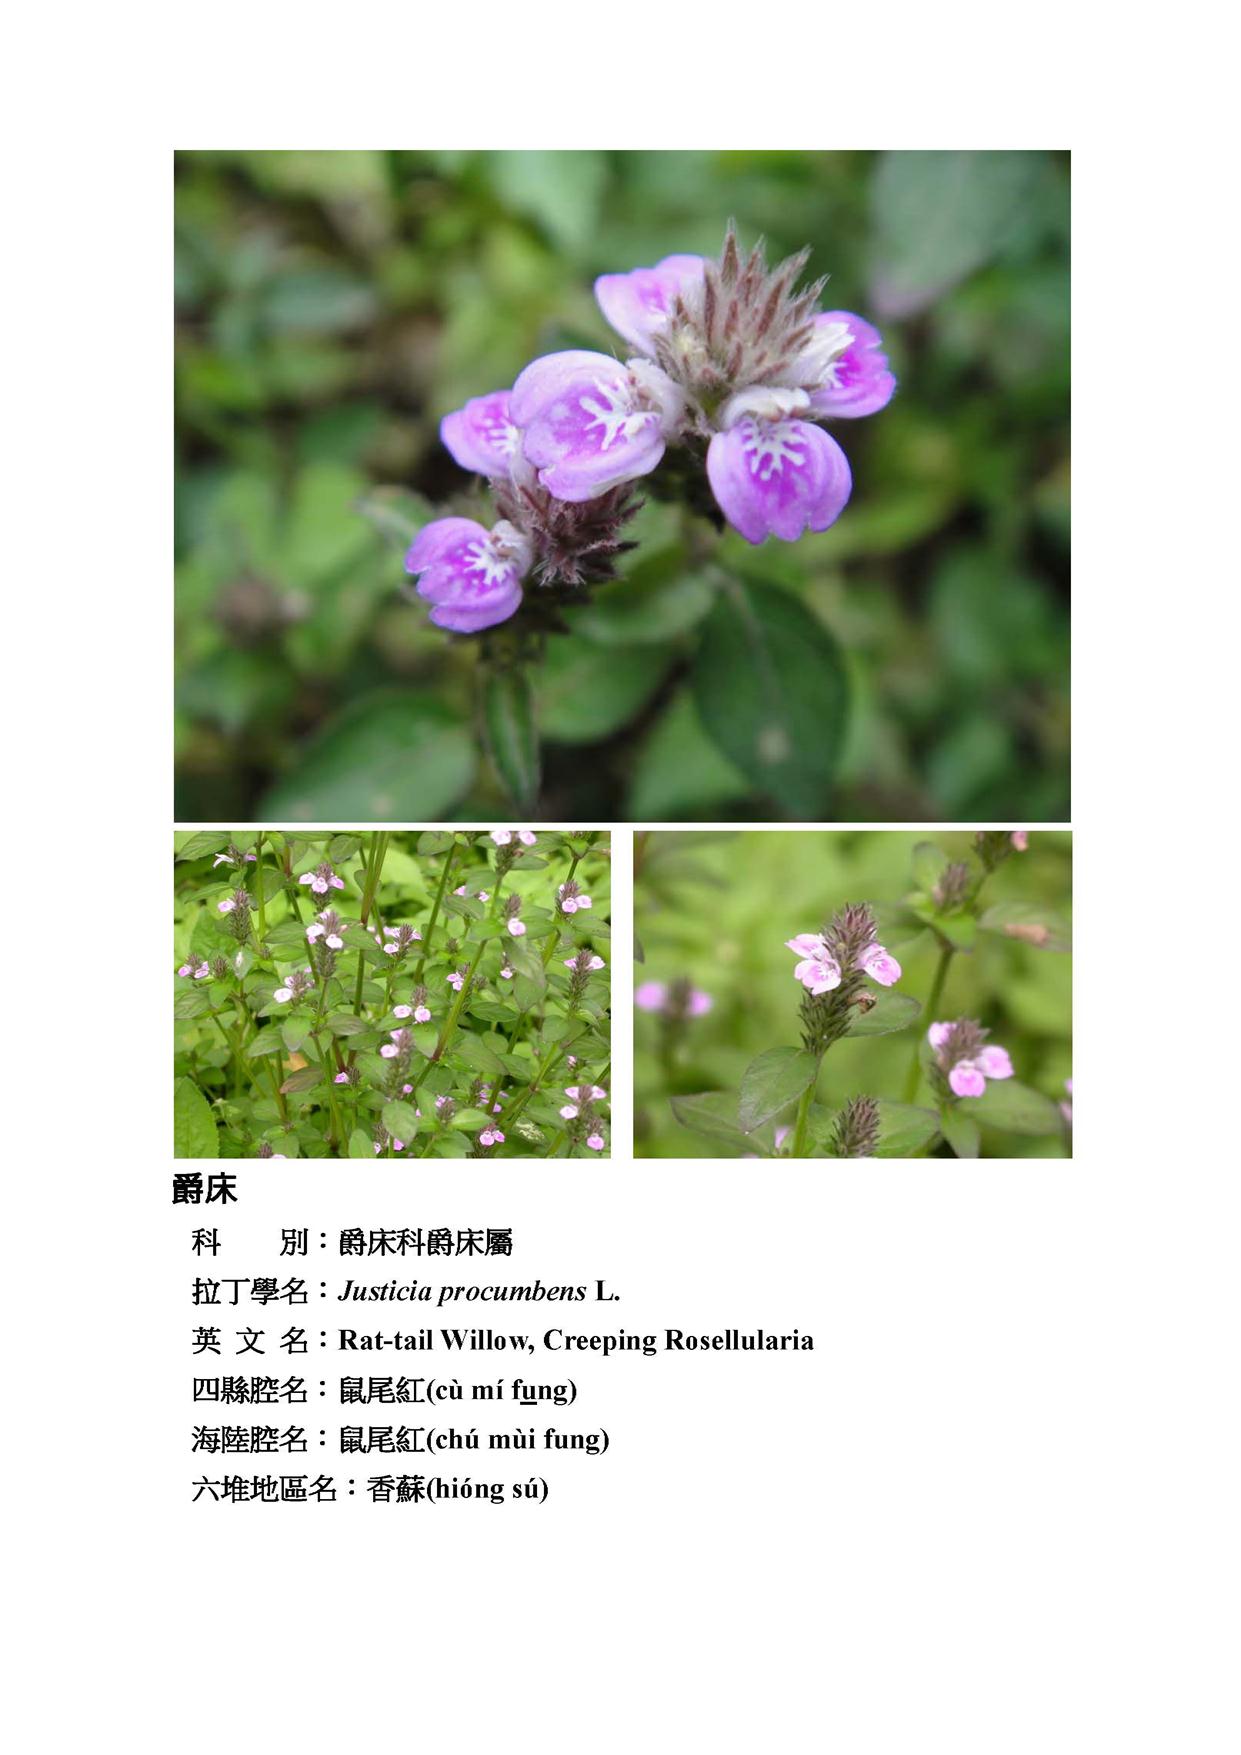 爵床
科　　別：爵床科爵床屬
拉丁學名：Justicia procumbens L.
英 文 名：Rat-tail Willow, Creeping Rosellularia
四縣腔名：鼠尾紅(cù mí fung)
海陸腔名：鼠尾紅(chú mùi fung)
六堆地區名：香蘇(hióng sú)